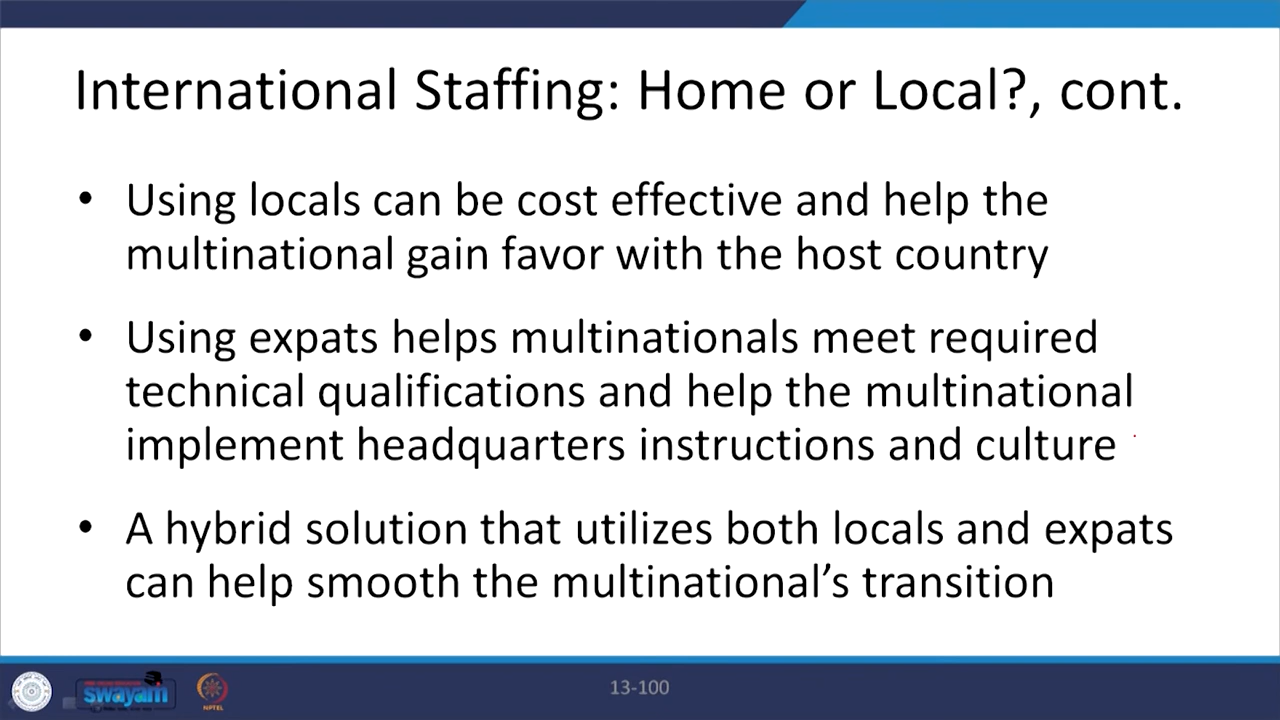 International Staffing: Home or Local?, cont.
• Using locals can be cost effective and help the
multinational gain favor with the host country
• Using expats helps multinationals meet required
technical qualifications and help the multinational
implement headquarters instructions and culture
• A hybrid solution that utilizes both locals and expats
can help smooth the multinational’s transition
swayam
NPTEL
13-100